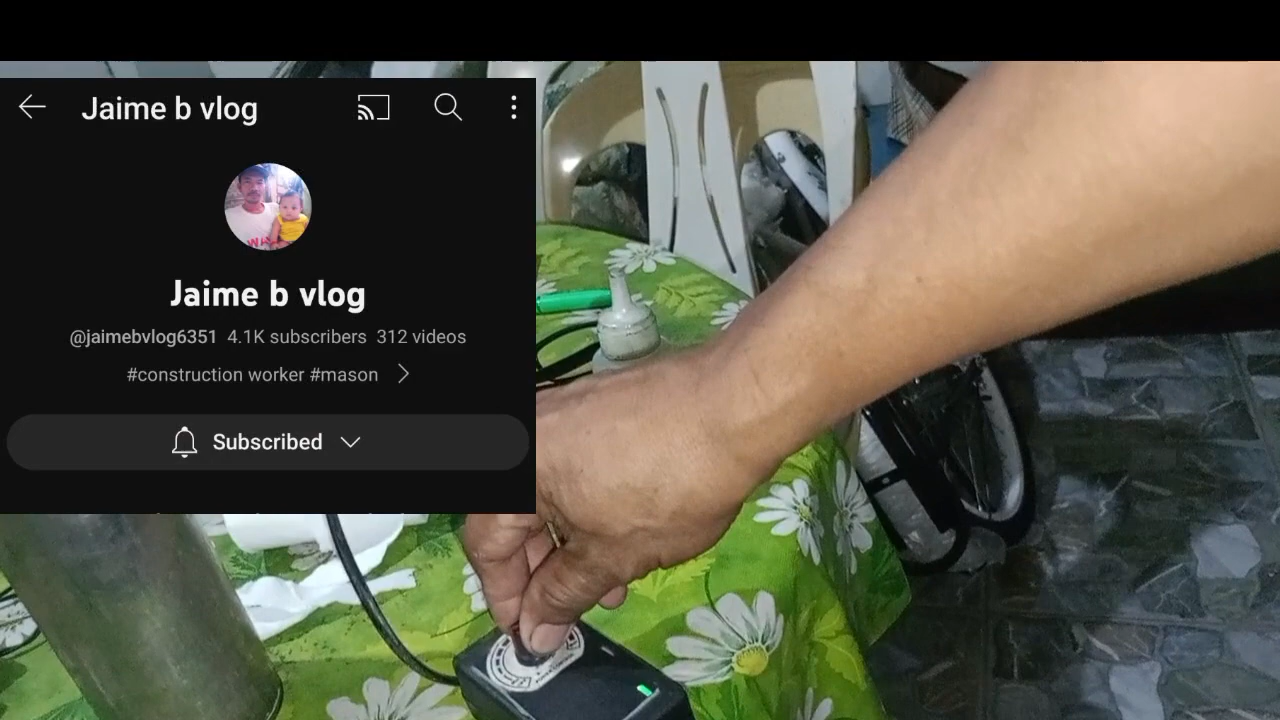 Jaime b vlog
Jaime b vlog
@jaimebvlog6351 4.1K subscribers 312 videos
#construction worker #mason
Subscribed